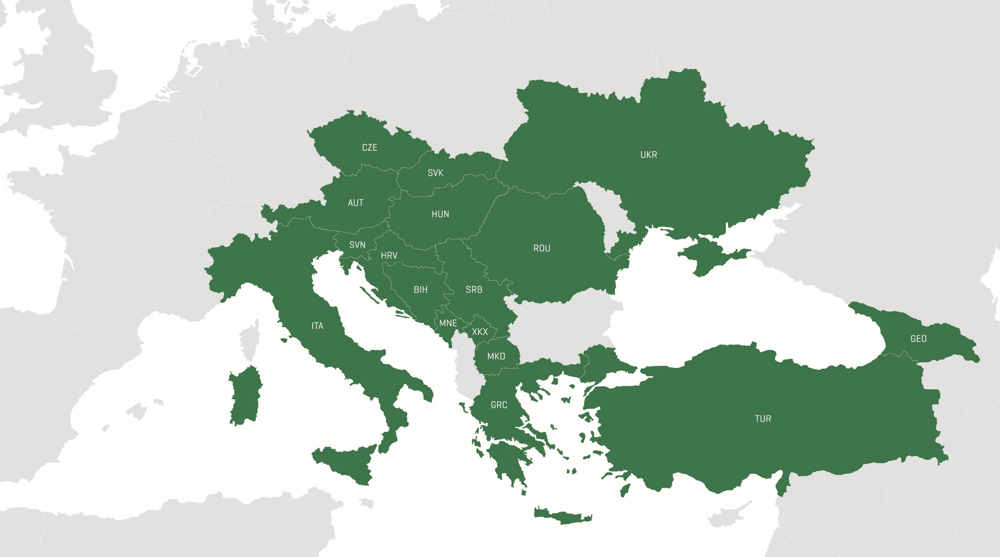 CZE
UKR
SVK
AUT
HUN
SVN
ROU
HRV
BIH
SRB
MNE
ITA
XKX
GEO
MKD
GRC
TUR